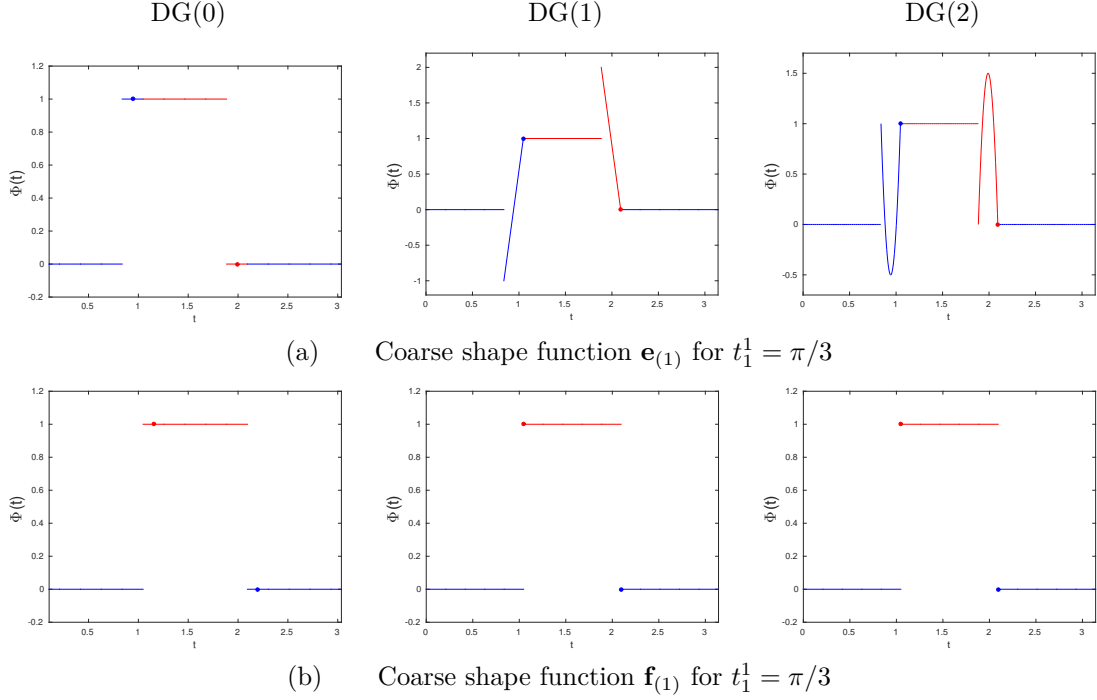 DG(0) DG(1) DG(2)
1.2
1
0.8
0.6
0.4
0.2
0
-0.2
Φ(t)
0.5 1 1.5 2 2.5 3
t
2
1.5
1
0.5
0
-0.5
-1
Φ(t)
0 0.5 1 1.5 2 2.5 3
t
1.5
1
0.5
0
-0.5
Φ(t)
0 0.5 1 1.5 2 2.5 3
t
(a) Coarse shape function e(1) for t₁¹ = π/3
1.2
1
0.8
0.6
0.4
0.2
0
-0.2
Φ(t)
0.5 1 1.5 2 2.5 3
t
1.2
1
0.8
0.6
0.4
0.2
0
-0.2
Φ(t)
0 0.5 1 1.5 2 2.5 3
t
1.2
1
0.8
0.6
0.4
0.2
0
-0.2
Φ(t)
0 0.5 1 1.5 2 2.5 3
t
(b) Coarse shape function f(1) for t₁¹ = π/3